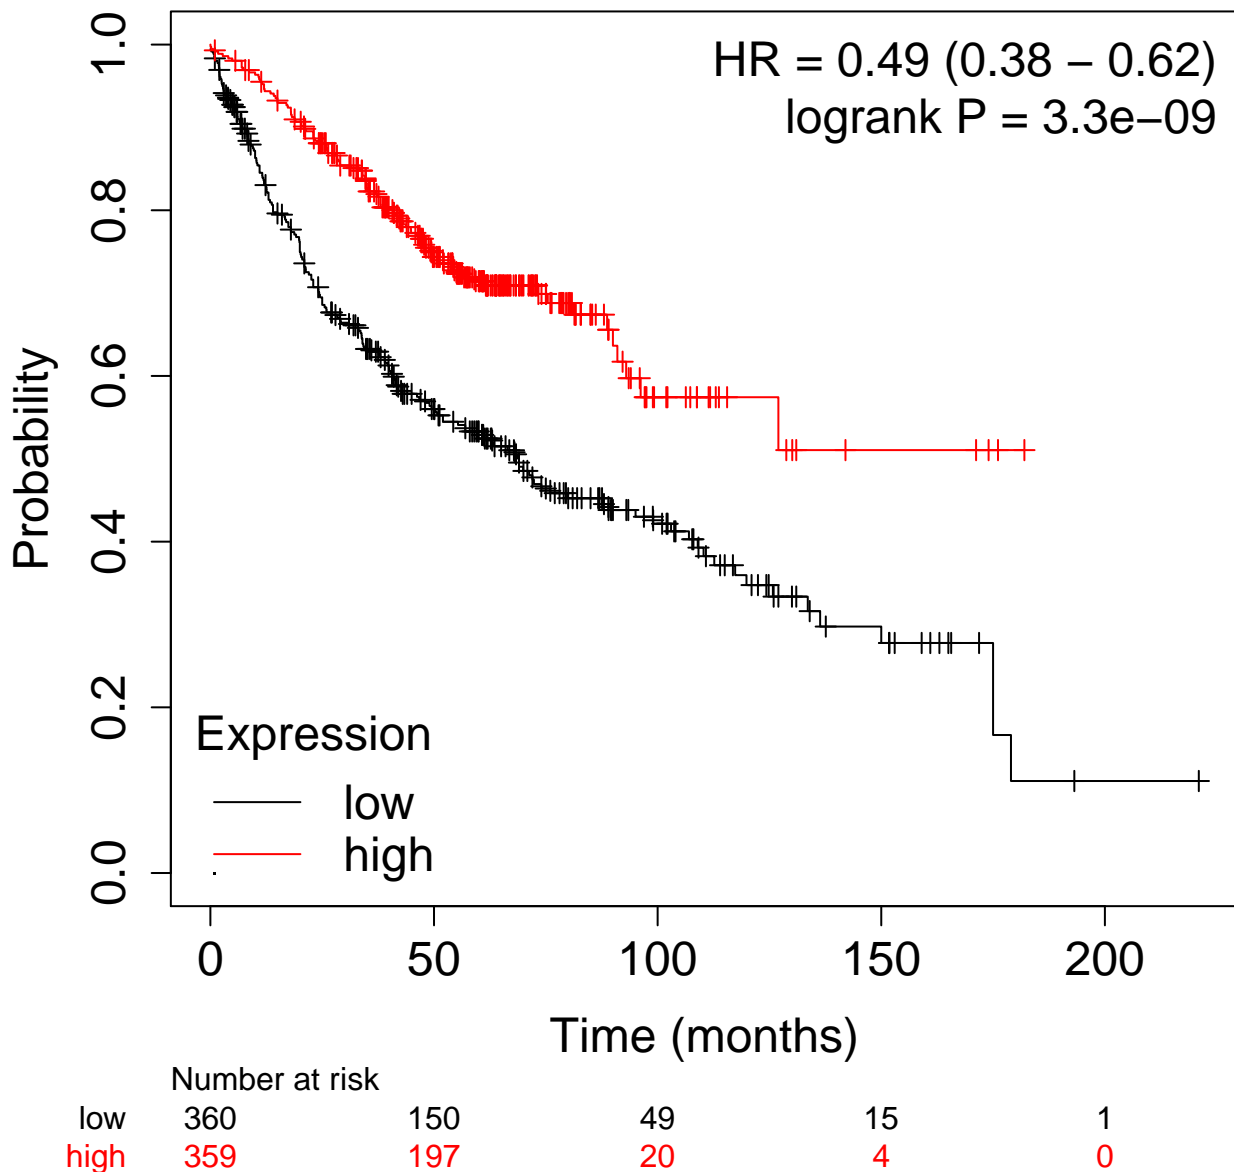 HR = 0.49 (0.38 − 0.62)
logrank P = 3.3e−09
1.0
0.8
0.6
0.4
0.2
0.0
Probability
Expression
low
high
0 50 100 150 200
Time (months)
Number at risk
low 360 150 49 15 1
high 359 197 20 4 0